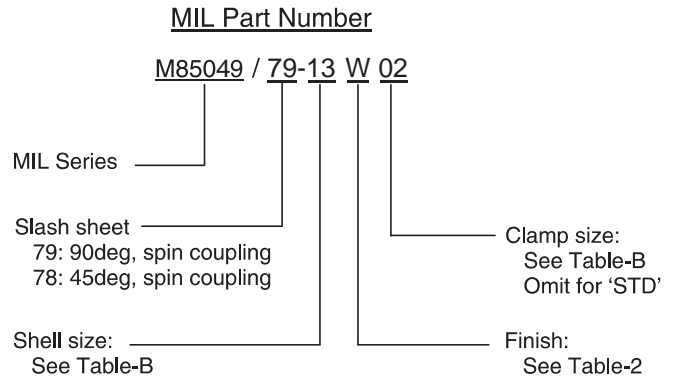 MIL Part Number
M85049 / 79-13 W 02
MIL Series
Slash sheet
79: 90deg, spin coupling
78: 45deg, spin coupling
Shell size:
See Table-B
Clamp size:
See Table-B
Omit for 'STD'
Finish:
See Table-2